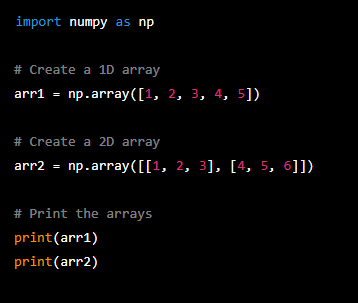 import numpy as np
# Create a 1D array
arr1 = np.array([1, 2, 3, 4, 5])
# Create a 2D array
arr2 = np.array([[1, 2, 3], [4, 5, 6]])
# Print the arrays
print(arr1)
print(arr2)